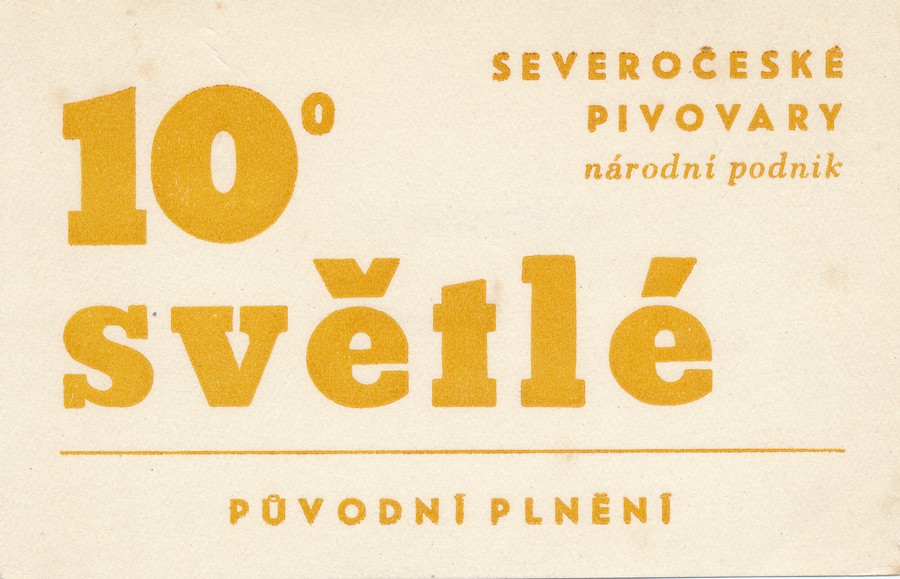 10°
SEVEROČESKÉ
PIVOVARY
národní podnik
světlé
PŮVODNÍ PLNĚNÍ